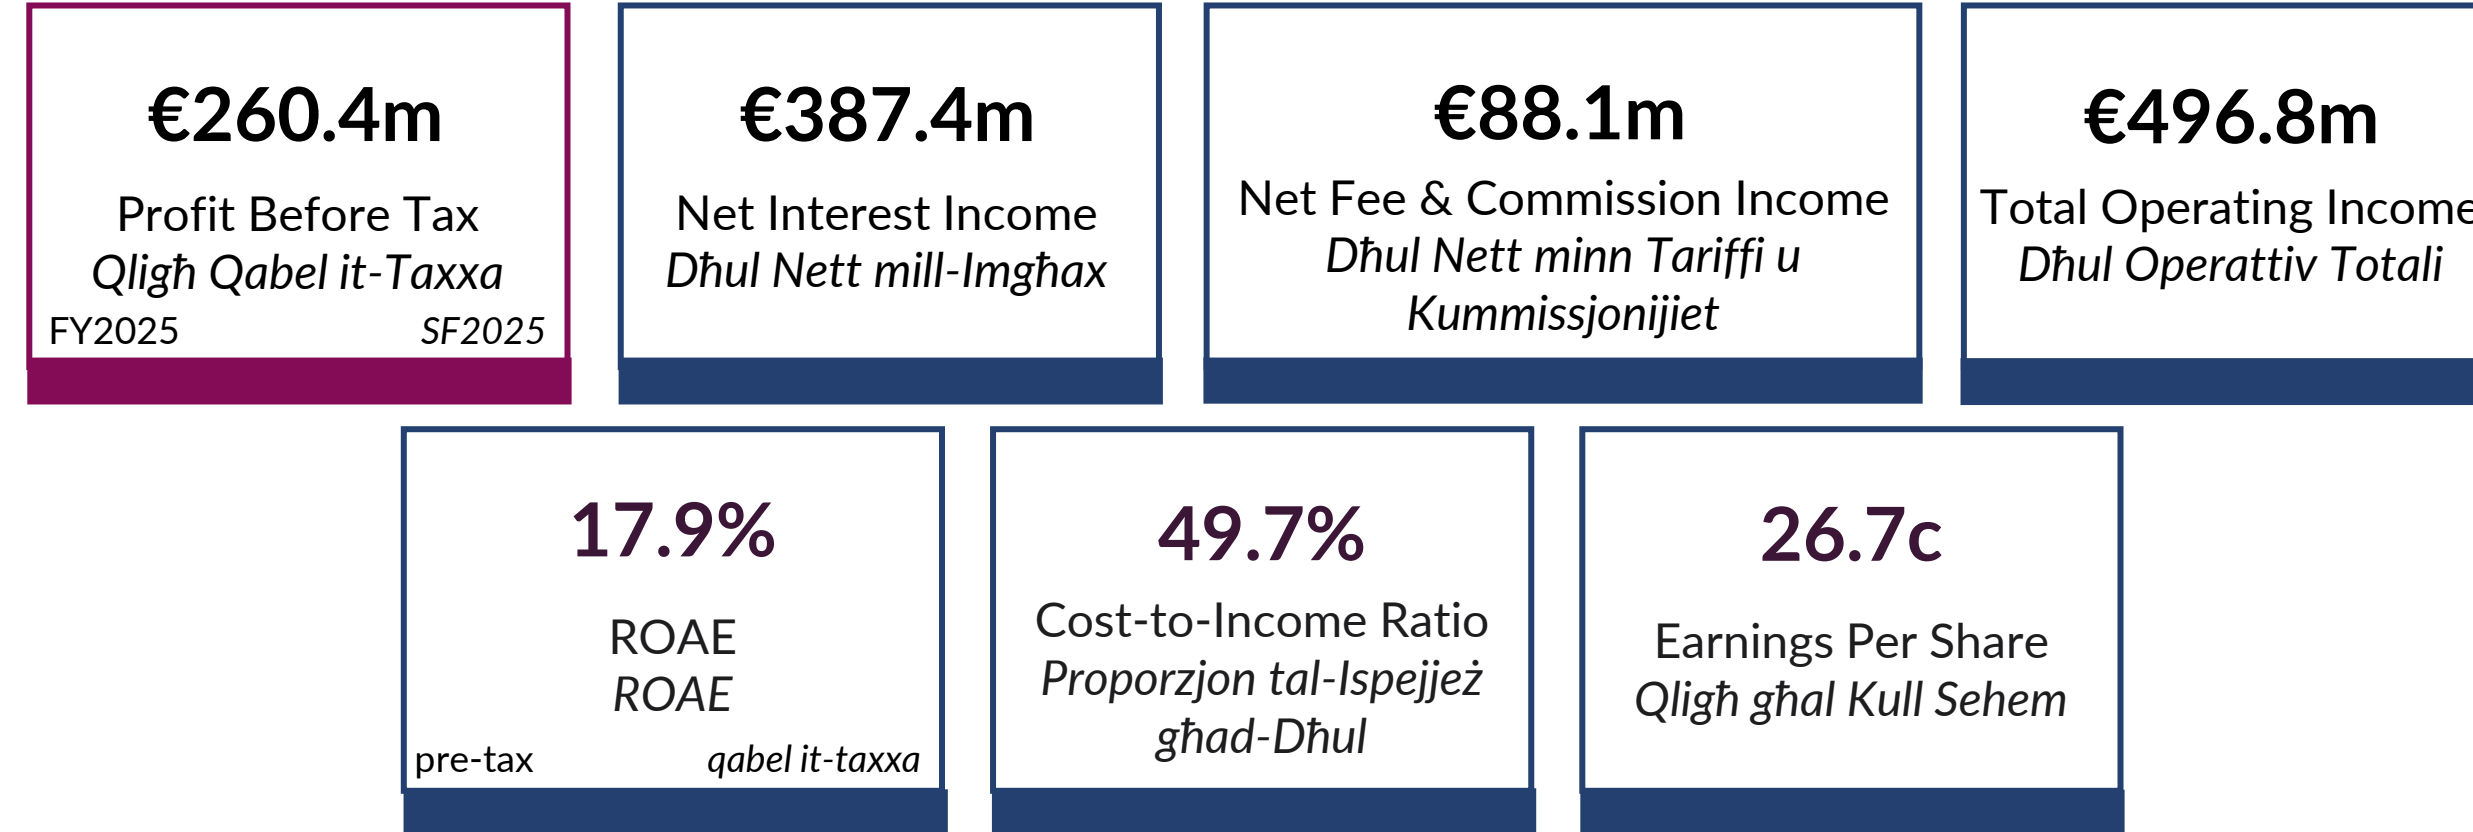 €260.4m
Profit Before Tax
Qligħ Qabel it-Taxxa
FY2025 SF2025
€387.4m
Net Interest Income
Dħul Nett mill-Imgħax
€88.1m
Net Fee & Commission Income
Dħul Nett minn Tariffi u
Kummissjonijiet
€496.8m
Total Operating Income
Dħul Operattiv Totali
17.9%
ROAE
ROAE
pre-tax qabel it-taxxa
49.7%
Cost-to-Income Ratio
Proporzjon tal-Ispejjeż
għad-Dħul
26.7c
Earnings Per Share
Qligħ għal Kull Sehem